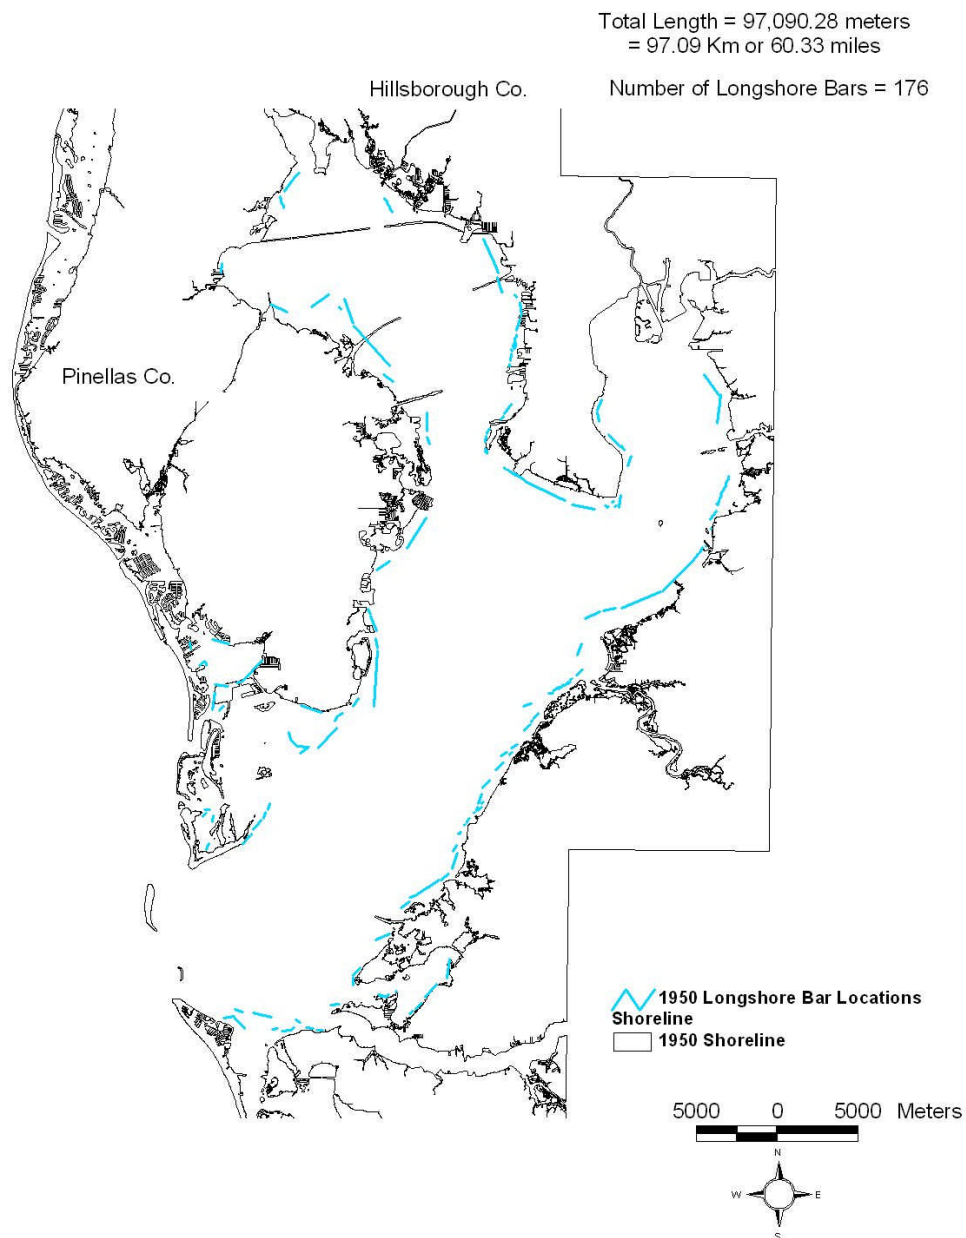 Total Length = 97,090.28 meters
= 97.09 Km or 60.33 miles
Hillsborough Co.
Number of Longshore Bars = 176
Pinellas Co.
1950 Longshore Bar Locations
Shoreline
1950 Shoreline
5000 0 5000 Meters
N
W E
S